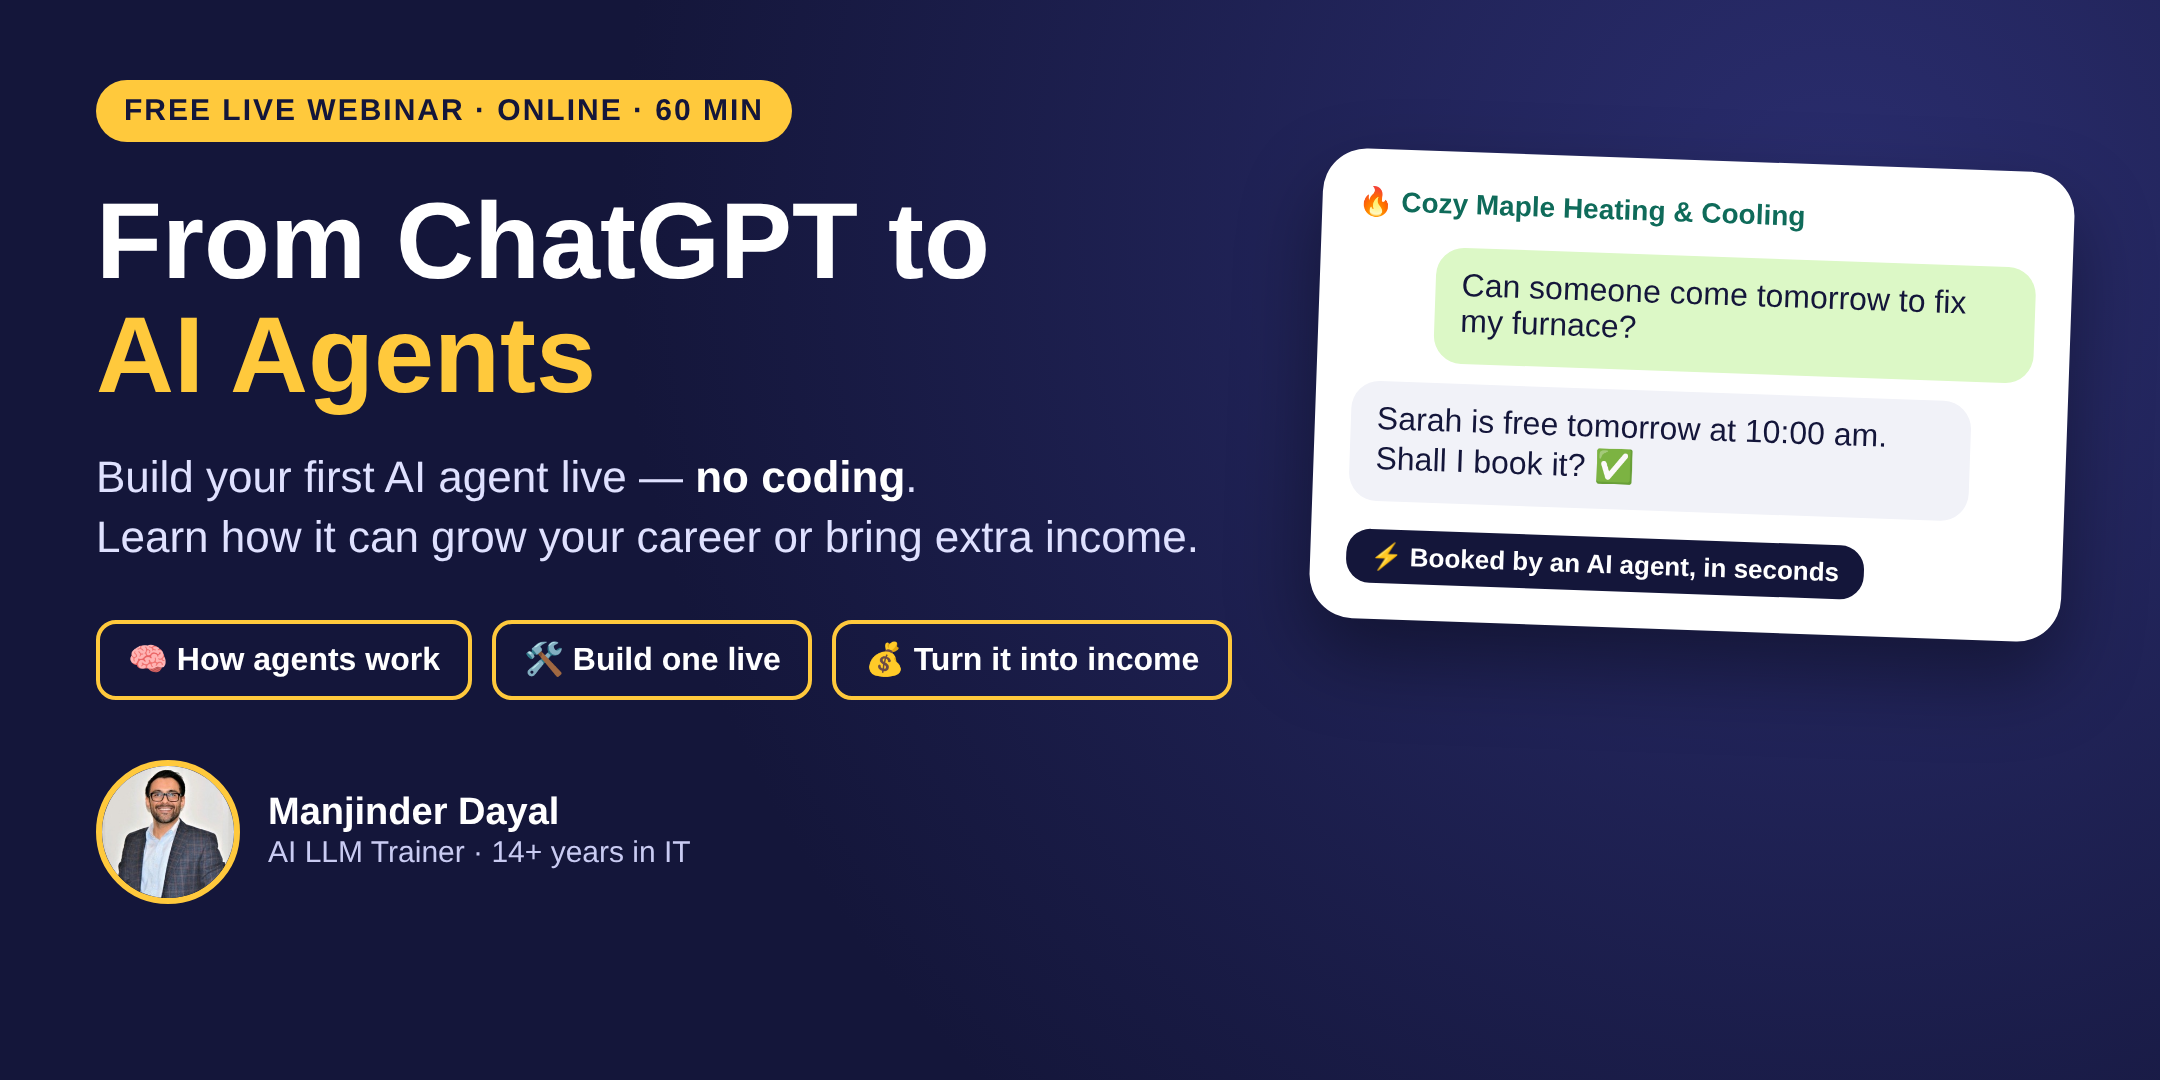 FREE LIVE WEBINAR · ONLINE · 60 MIN
From ChatGPT to
AI Agents
Build your first AI agent live — no coding.
Learn how it can grow your career or bring extra income.
🧠 How agents work
🛠️ Build one live
💰 Turn it into income
Manjinder Dayal
AI LLM Trainer · 14+ years in IT
🔥 Cozy Maple Heating & Cooling
Can someone come tomorrow to fix
my furnace?
Sarah is free tomorrow at 10:00 am.
Shall I book it? ✅
⚡ Booked by an AI agent, in seconds